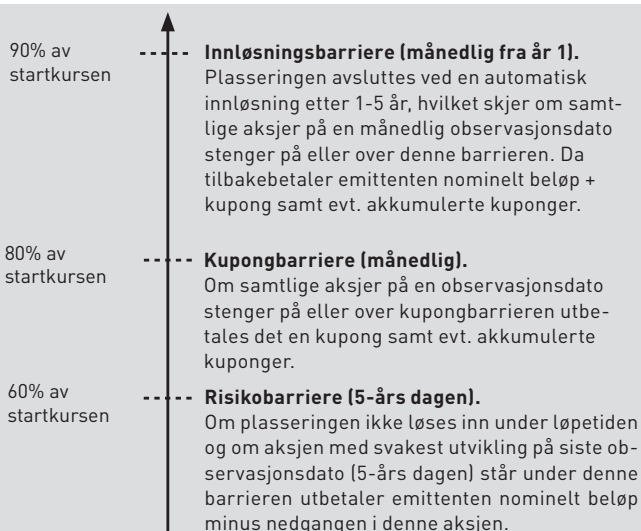 90% av
startkursen
Innløsningsbarriere (månedlig fra år 1).
Plasseringen avsluttes ved en automatisk
innløsning etter 1-5 år, hvilket skjer om samt-
lige aksjer på en månedlig observasjonsdato
stenger på eller over denne barrieren. Da
tilbakebetaler emittenten nominelt beløp +
kupong samt evt. akkumulerte kuponger.
80% av
startkursen
Kupongbarriere (månedlig).
Om samtlige aksjer på en observasjonsdato
stenger på eller over kupongbarrieren utbe-
tales det en kupong samt evt. akkumulerte
kuponger.
60% av
startkursen
Risikobarriere (5-års dagen).
Om plasseringen ikke løses inn under løpetiden
og om aksjen med svakest utvikling på siste ob-
servasjonsdato (5-års dagen) står under denne
barrieren utbetaler emittenten nominelt beløp
minus nedgangen i denne aksjen.